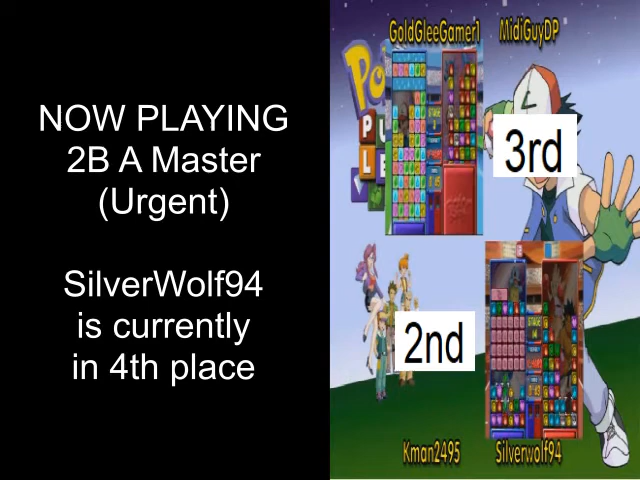 NOW PLAYING
2B A Master
(Urgent)
SilverWolf94
is currently
in 4th place
GoldGleeGamer1
MidiGuyDP
3rd
2nd
Kman2495
Silverwolf94